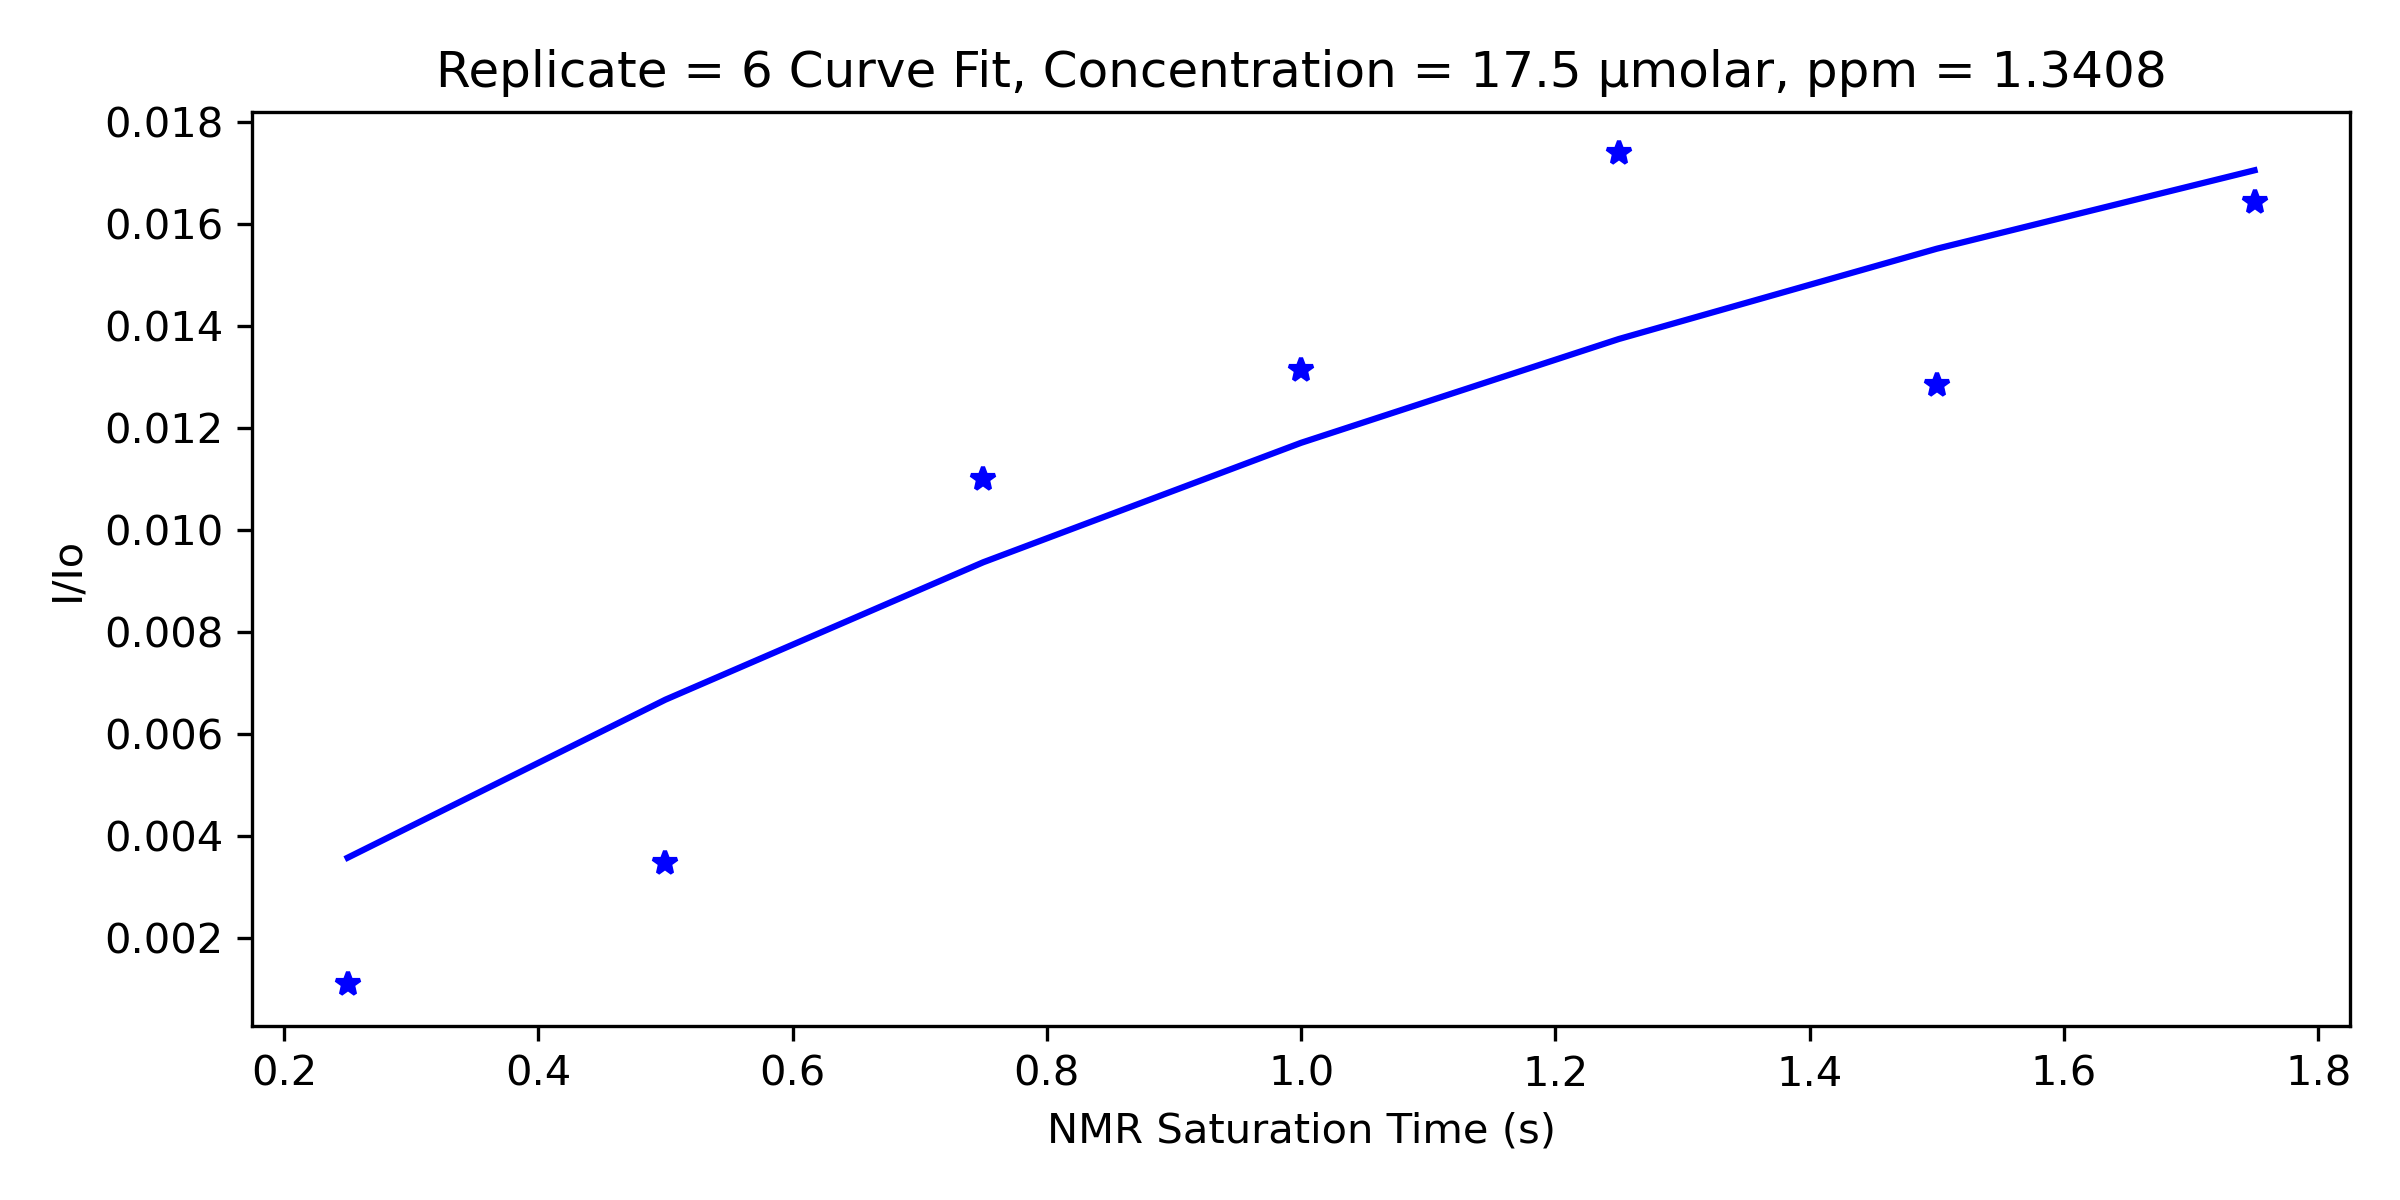 Replicate = 6 Curve Fit, Concentration = 17.5 µmolar, ppm = 1.3408
0.018
0.016
0.014
0.012
0.010
0.008
0.006
0.004
0.002
I/Io
0.2 0.4 0.6 0.8 1.0 1.2 1.4 1.6 1.8
NMR Saturation Time (s)